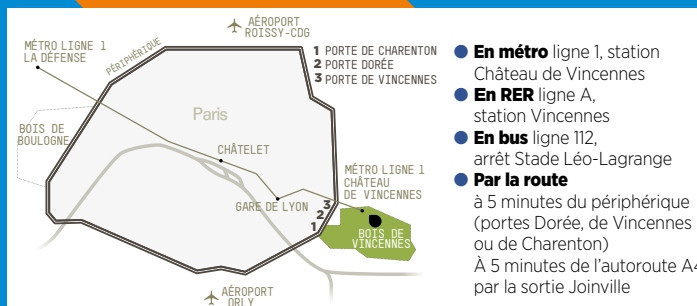 AÉROPORT
ROISSY-CDG
MÉTRO LIGNE 1
LA DÉFENSE
PÉRIPHÉRIQUE
1 PORTE DE CHARENTON
2 PORTE DORÉE
3 PORTE DE VINCENNES
Paris
BOIS DE
BOULOGNE
CHÂTELET
MÉTRO LIGNE 1
CHÂTEAU
DE VINCENNES
GARE DE LYON
3
2
1
BOIS DE
VINCENNES
AÉROPORT
ORLY
En métro ligne 1, station
Château de Vincennes
En RER ligne A,
station Vincennes
En bus ligne 112,
arrêt Stade Léo-Lagrange
Par la route
à 5 minutes du périphérique
(portes Dorée, de Vincennes
ou de Charenton)
À 5 minutes de l'autoroute A4
par la sortie Joinville